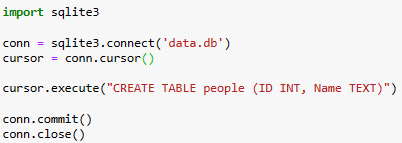 import sqlite3
conn = sqlite3.connect('data.db')
cursor = conn.cursor()
cursor.execute("CREATE TABLE people (ID INT, Name TEXT)")
conn.commit()
conn.close()